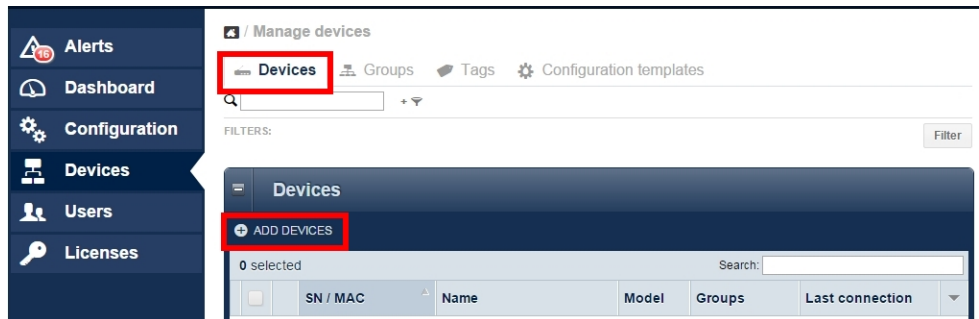 / Manage devices
16
Alerts
Devices Groups Tags Configuration templates
Dashboard
+
Configuration
FILTERS:
Filter
Devices
Devices
Users
ADD DEVICES
Licenses
0 selected
Search:
SN / MAC Name Model Groups Last connection